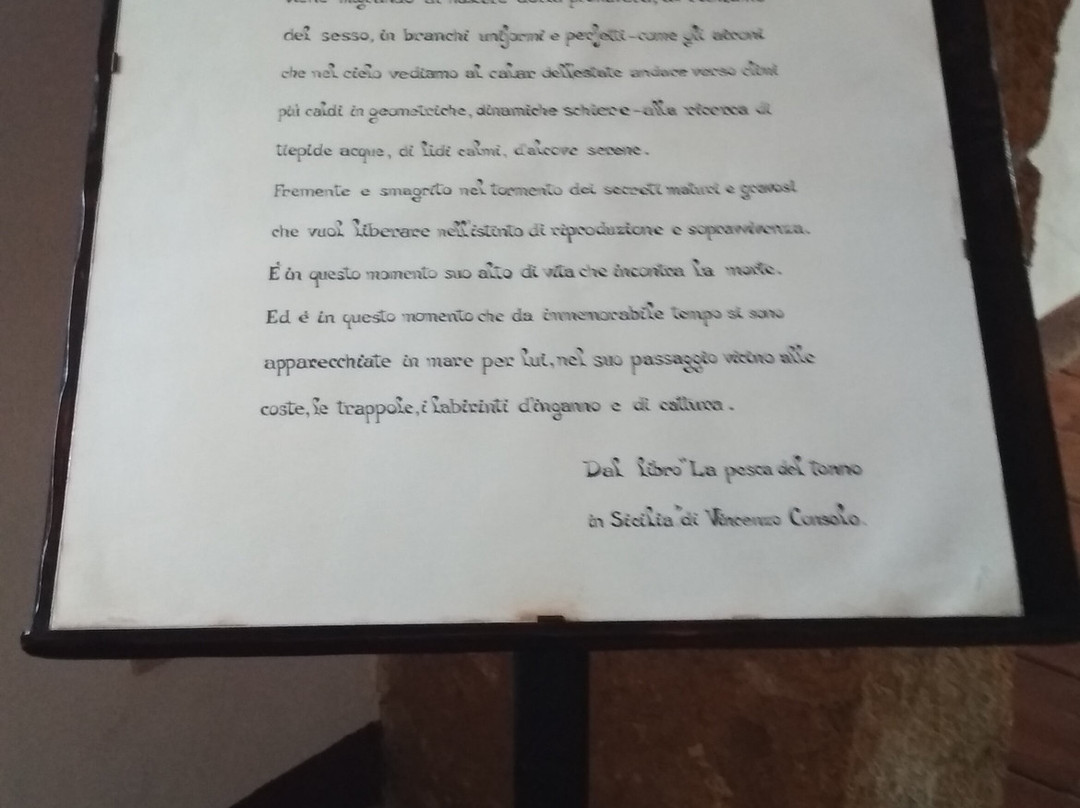 del sesso, in branchi uniformi e perfetti-come gli aironi
che nel cielo vediamo al calar dell'estate andare verso climi
più caldi in geometriche, dinamiche schiere-alla ricerca di
tiepide acque, di lidi calmi, d'alcove serene.
Fremente e smagrito nel tormento dei secreti maturi e gravosi
che vuol liberare nell'istinto di riproduzione e sopravvivenza.
È in questo momento suo alto di vita che incontra la morte.
Ed é in questo momento che da immemorabile tempo si sono
apparecchiate in mare per lui, nel suo passaggio vicino alle
coste, le trappole, i labirinti d'inganno e di cattura.
Dal libro "La pesca del tonno
in Sicilia" di Vincenzo Consolo.